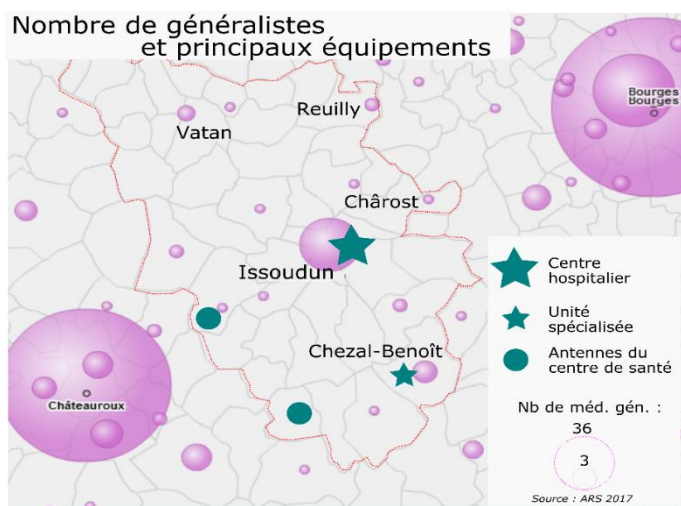 Nombre de généralistes
et principaux équipements
Bourges
Bourges
Reuilly
Vatan
Chârost
Issoudun
Centre
hospitalier
Unité
spécialisée
Chezal-Benoît
Antennes du
centre de santé
Châteauroux
Nb de méd. gén. :
36
3
Source : ARS 2017